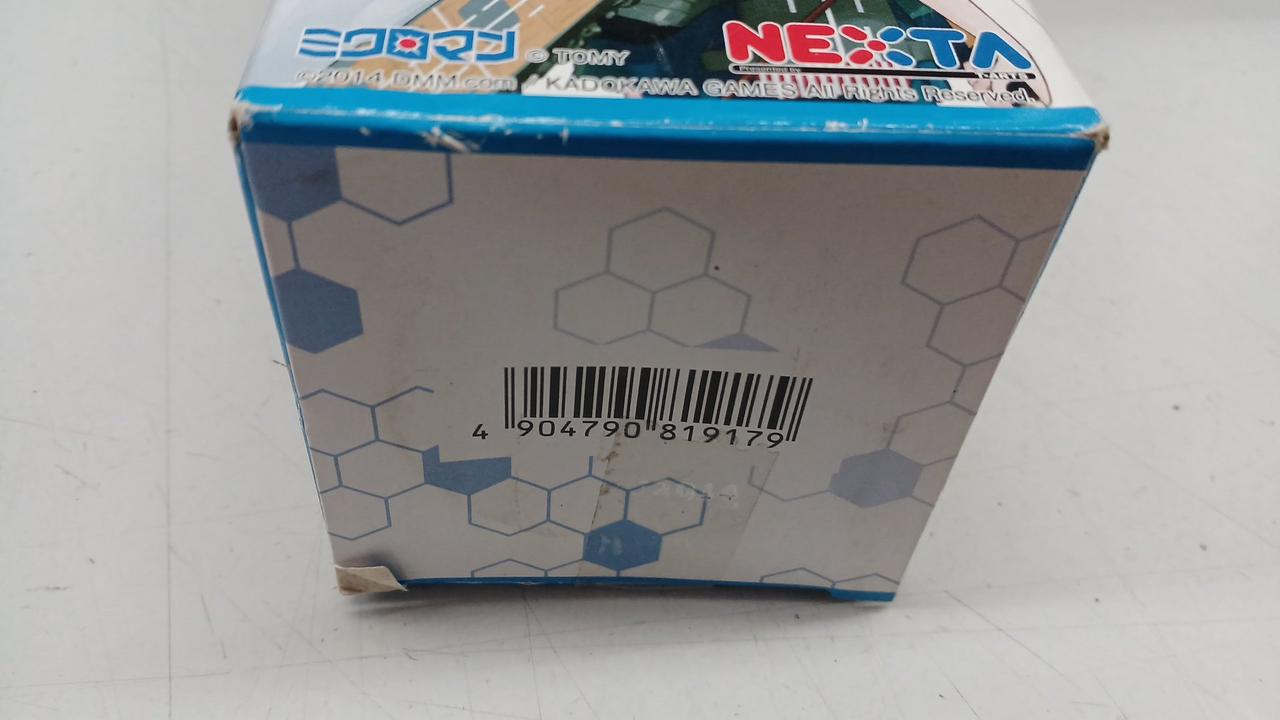 ミクロマン © TOMY
NEXTA
Presented by T-ARTS
©2014 DMM.com / KADOKAWA GAMES All Rights Reserved.
4 904790 819179
2014